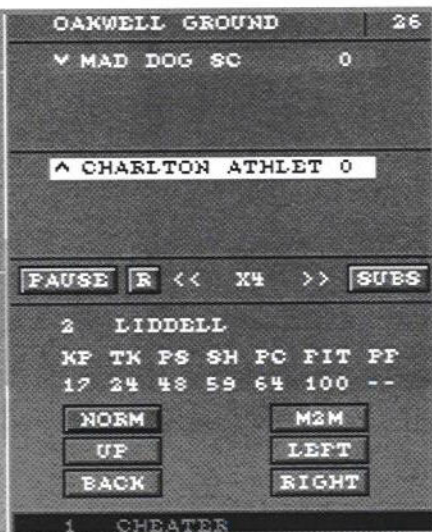 OAKWELL GROUND 26
v MAD DOG SC 0
^ CHARLTON ATHLET 0
PAUSE R << X4 >> SUBS
2 LIDDELL
KP TK PS SH PC FIT PF
17 24 48 59 64 100 --
NORM M2M
UP LEFT
BACK RIGHT
1 CHEATER